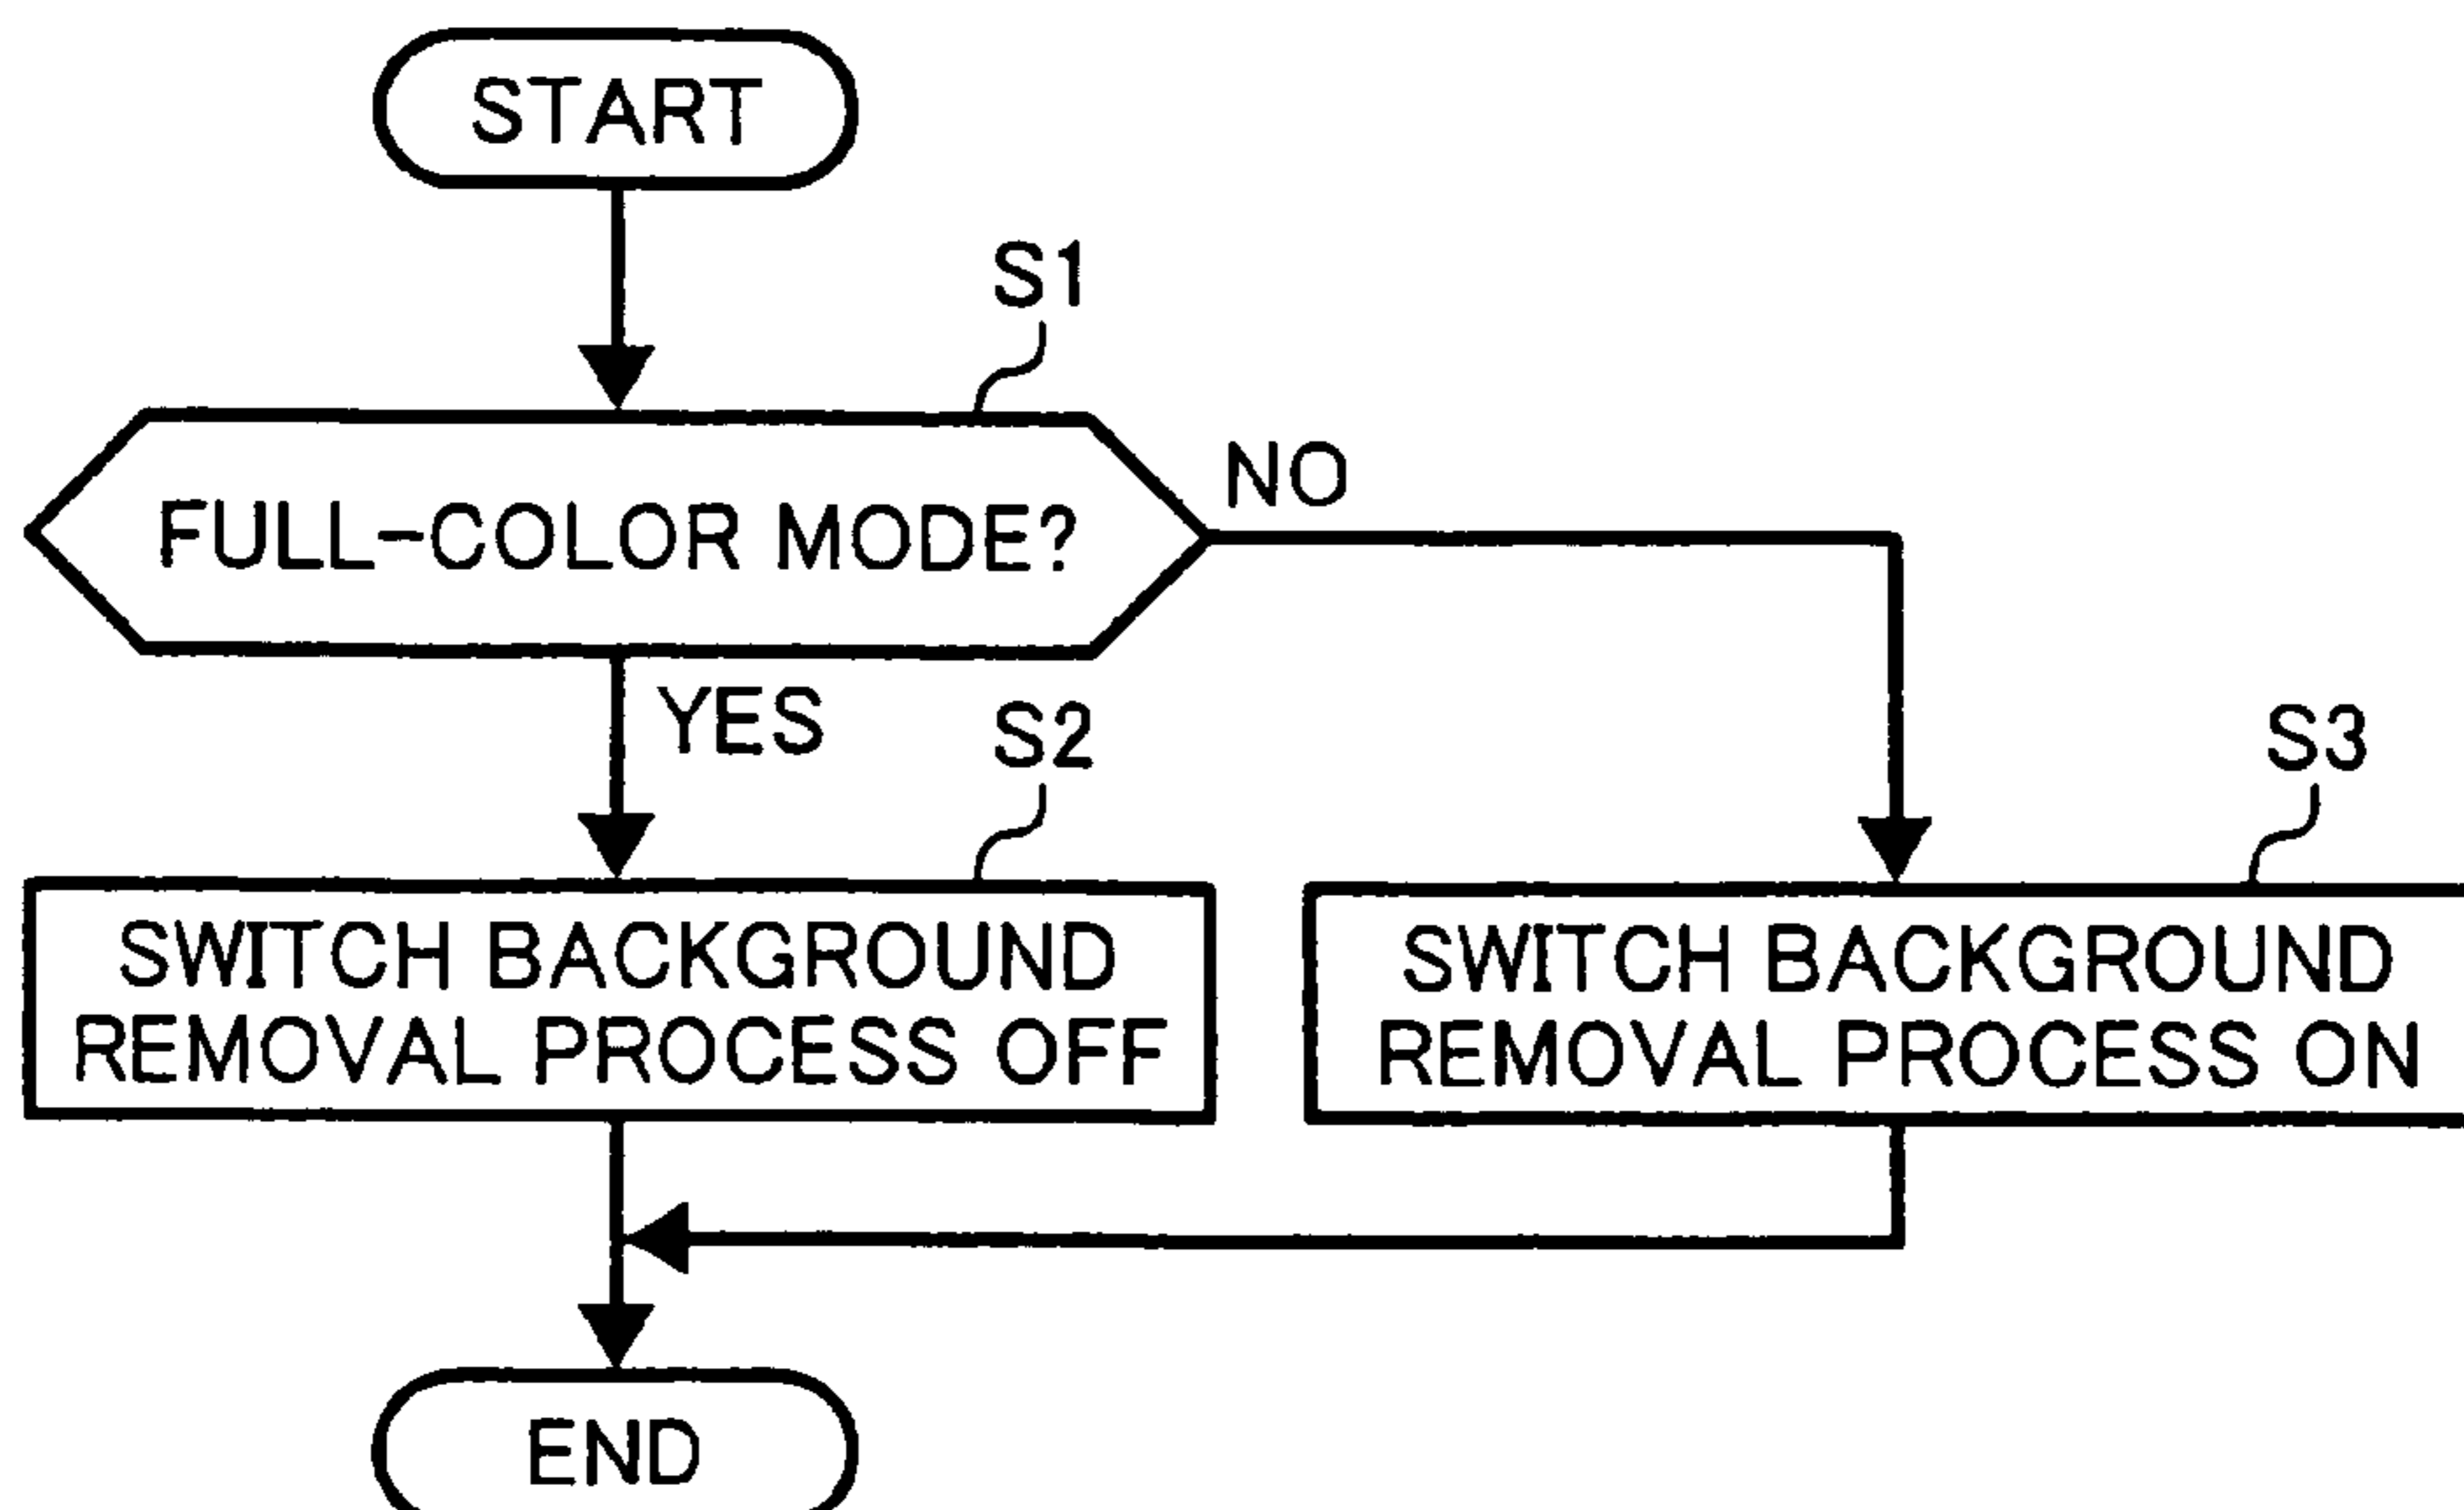 START
S1
FULL-COLOR MODE?
NO
YES
S2
S3
SWITCH BACKGROUND
REMOVAL PROCESS OFF
SWITCH BACKGROUND
REMOVAL PROCESS ON
END